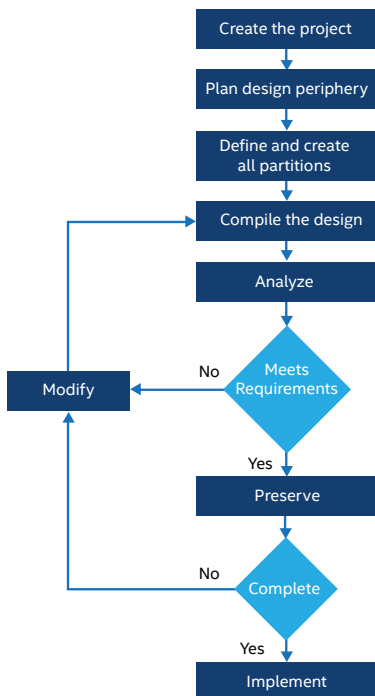 Create the project
Plan design periphery
Define and create
all partitions
Compile the design
Analyze
Meets
Requirements
No
Modify
Yes
Preserve
No
Complete
Yes
Implement